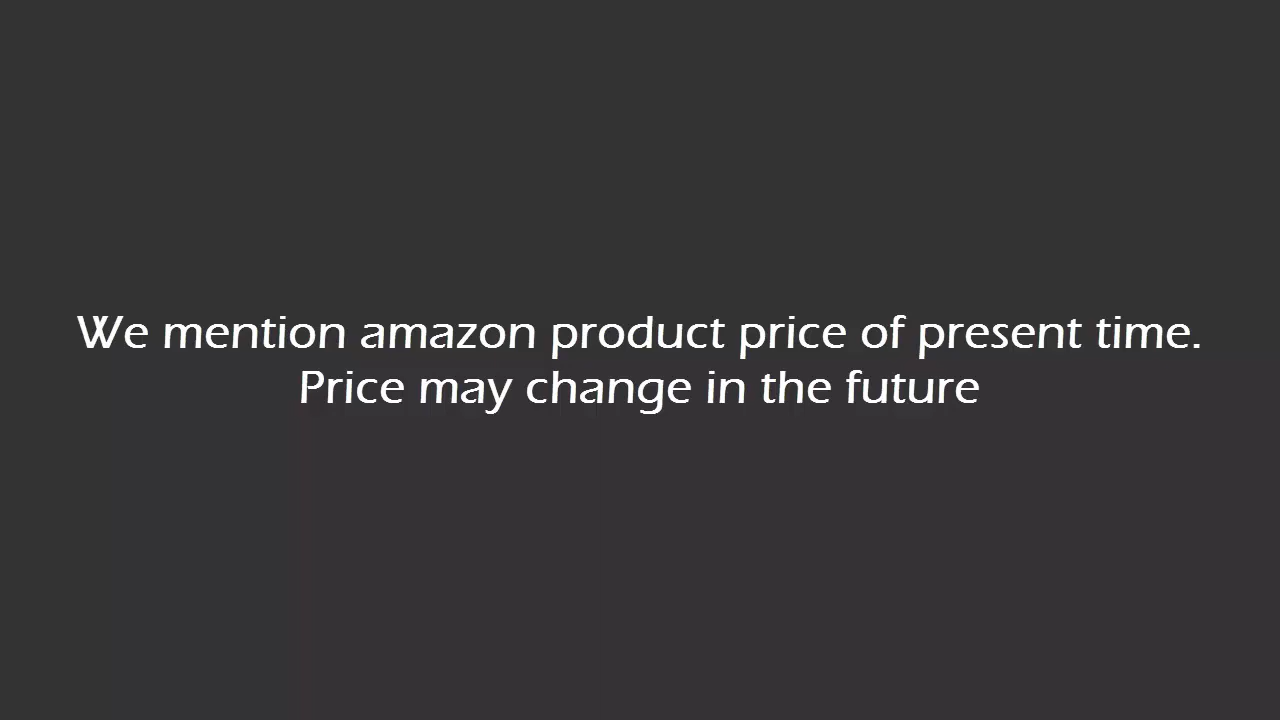 We mention amazon product price of present time.
Price may change in the future